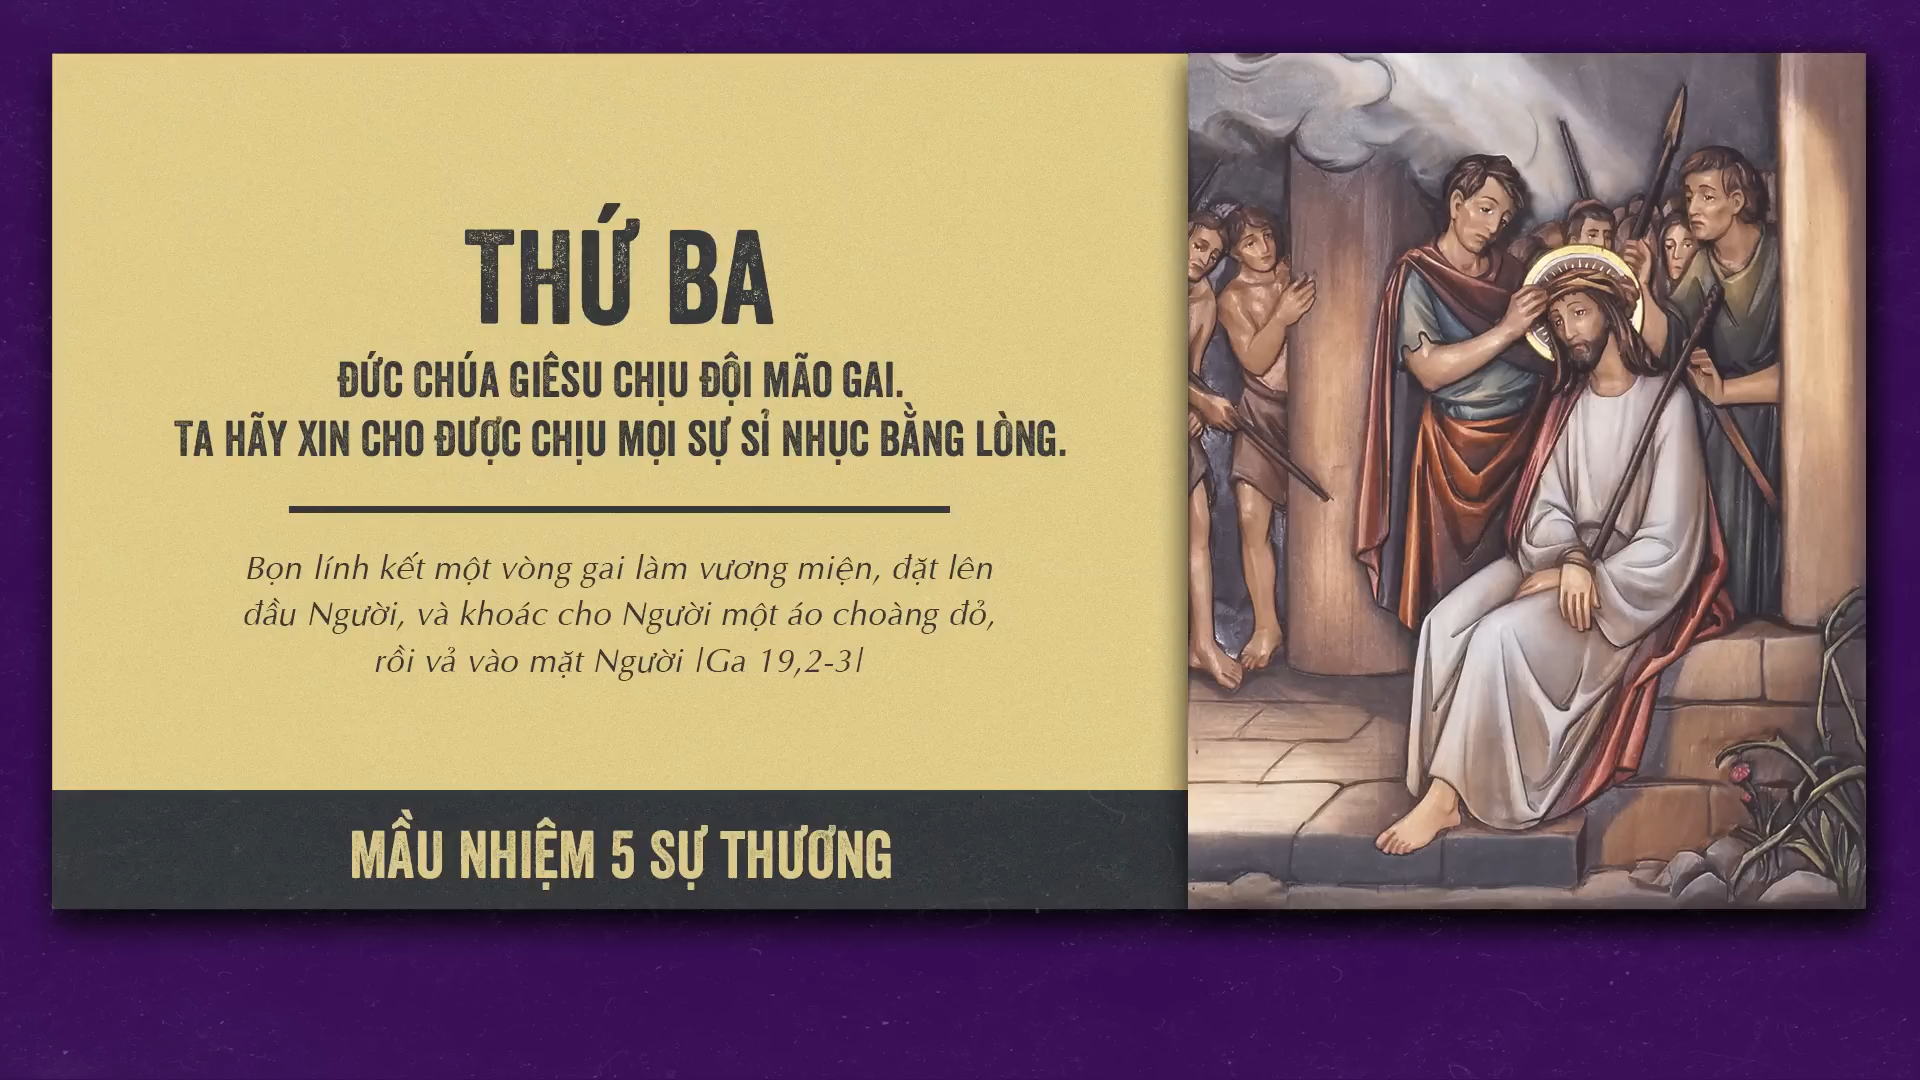 THỨ BA
ĐỨC CHÚA GIÊSU CHỊU ĐỘI MÃO GAI.
TA HÃY XIN CHO ĐƯỢC CHỊU MỌI SỰ SỈ NHỤC BẰNG LÒNG.
Bọn lính kết một vòng gai làm vương miện, đặt lên
đầu Người, và khoác cho Người một áo choàng đỏ,
rồi vả vào mặt Người |Ga 19,2-3|
MẦU NHIỆM 5 SỰ THƯƠNG